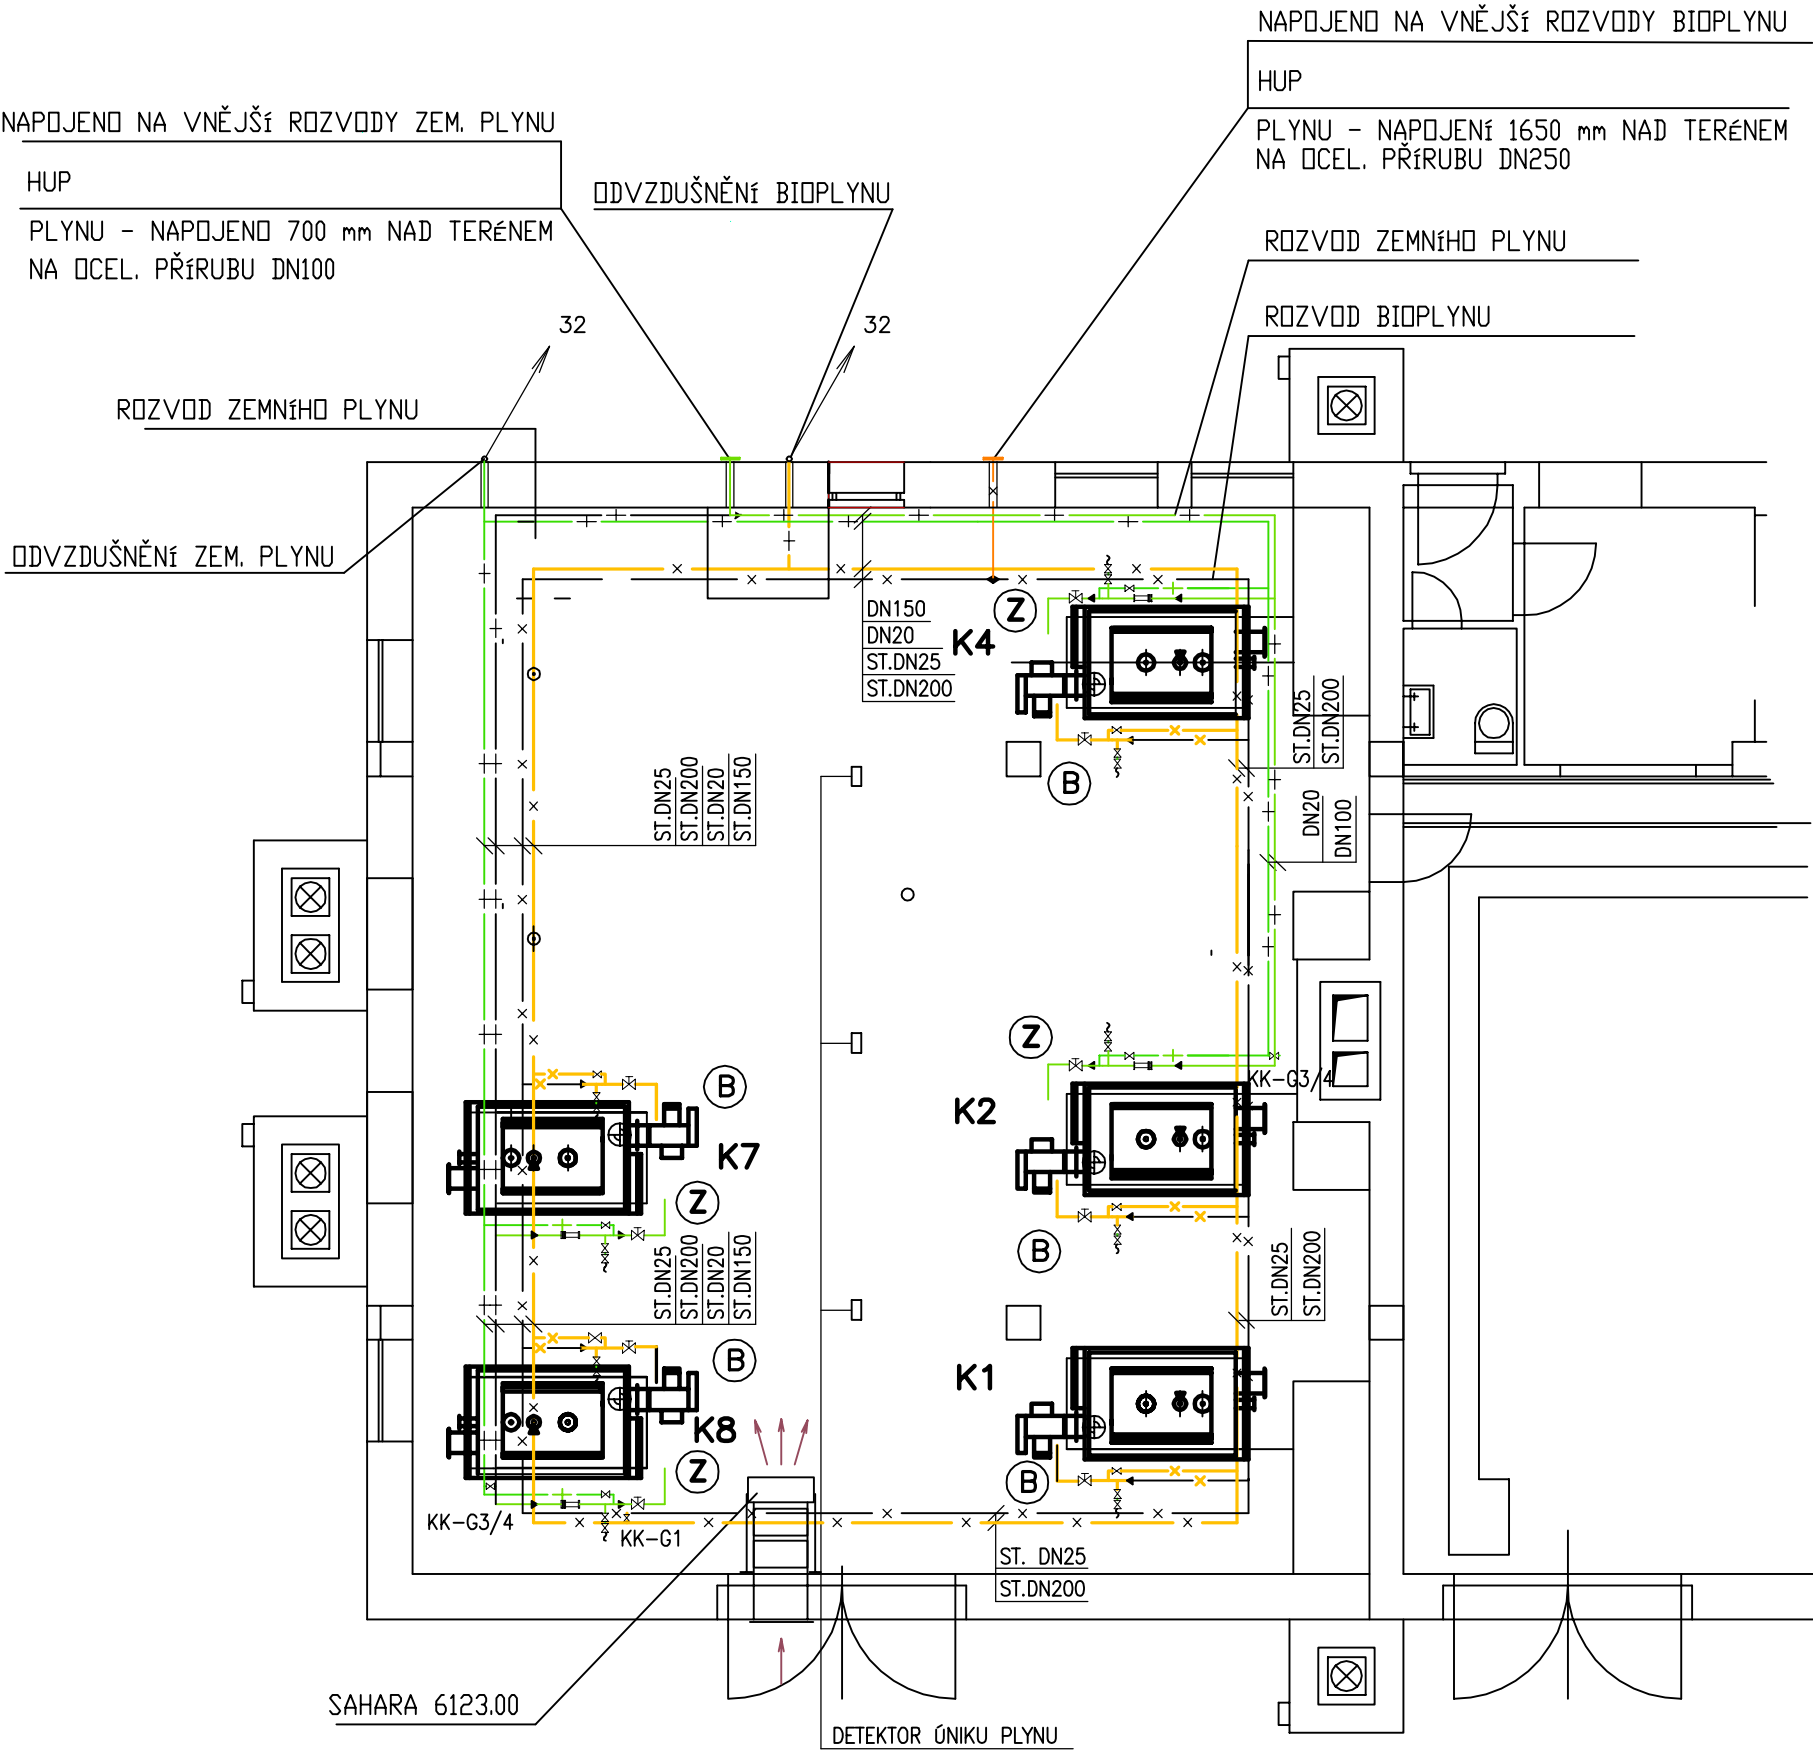 NAPOJENO NA VNĚJŠÍ ROZVODY BIOPLYNU
HUP
PLYNU - NAPOJENÍ 1650 mm NAD TERÉNEM
NA OCEL. PŘÍRUBU DN250
NAPOJENO NA VNĚJŠÍ ROZVODY ZEM. PLYNU
HUP
PLYNU - NAPOJENO 700 mm NAD TERÉNEM
NA OCEL. PŘÍRUBU DN100
ODVZDUŠNĚNÍ BIOPLYNU
ROZVOD ZEMNÍHO PLYNU
ROZVOD BIOPLYNU
32
32
ROZVOD ZEMNÍHO PLYNU
ODVZDUŠNĚNÍ ZEM. PLYNU
DN150
DN20
ST.DN25
ST.DN200
Z
K4
B
ST.DN25
ST.DN200
ST.DN25
ST.DN200
ST.DN20
ST.DN150
DN20
DN100
Z
KK-G3/4
K2
B
B
K7
Z
ST.DN25
ST.DN200
ST.DN20
ST.DN150
ST.DN25
ST.DN200
B
K8
Z
K1
B
KK-G3/4
KK-G1
ST. DN25
ST.DN200
SAHARA 6123.00
DETEKTOR ÚNIKU PLYNU